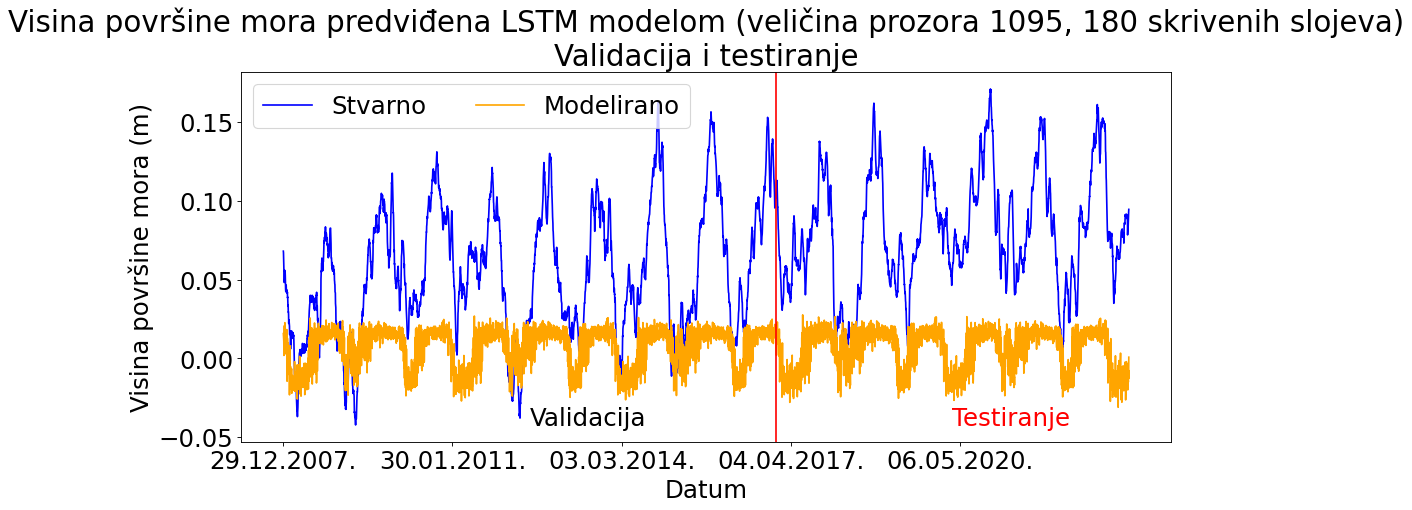 Visina površine mora predviđena LSTM modelom (veličina prozora 1095, 180 skrivenih slojeva)
Validacija i testiranje
Stvarno
Modelirano
Visina površine mora (m)
0.15
0.10
0.05
0.00
−0.05
Validacija
Testiranje
29.12.2007.
30.01.2011.
03.03.2014.
04.04.2017.
06.05.2020.
Datum